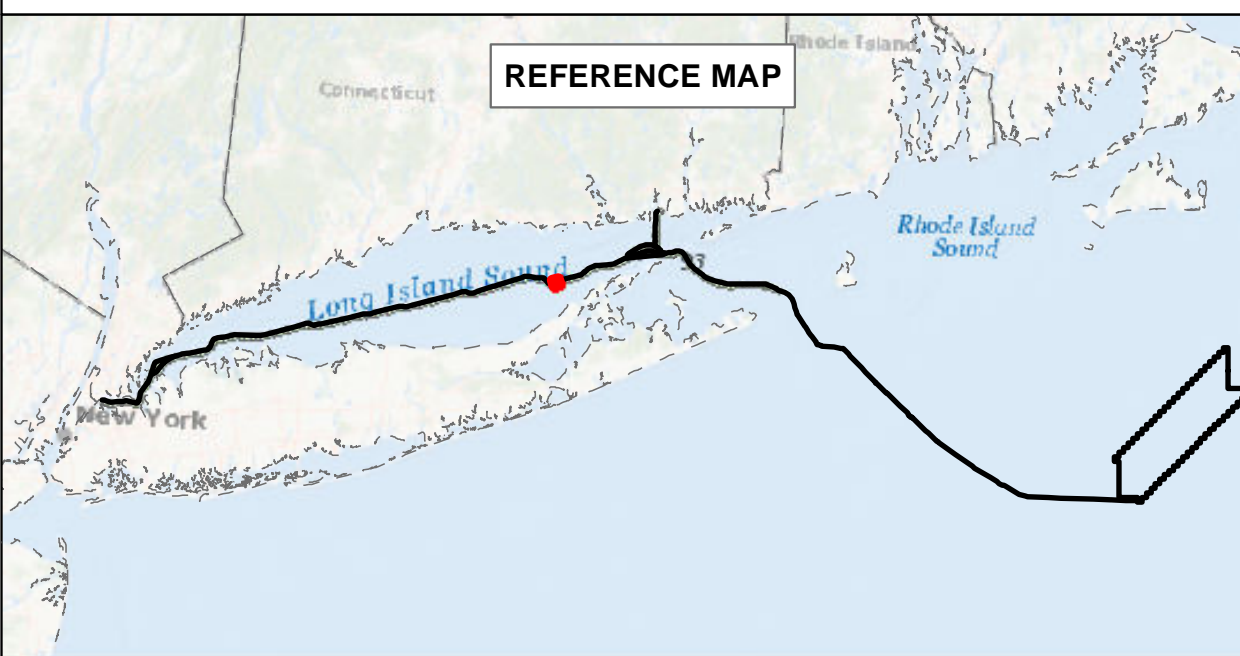 REFERENCE MAP
Rhode Island
Connecticut
Rhode Island
Sound
Long Island Sound
New York